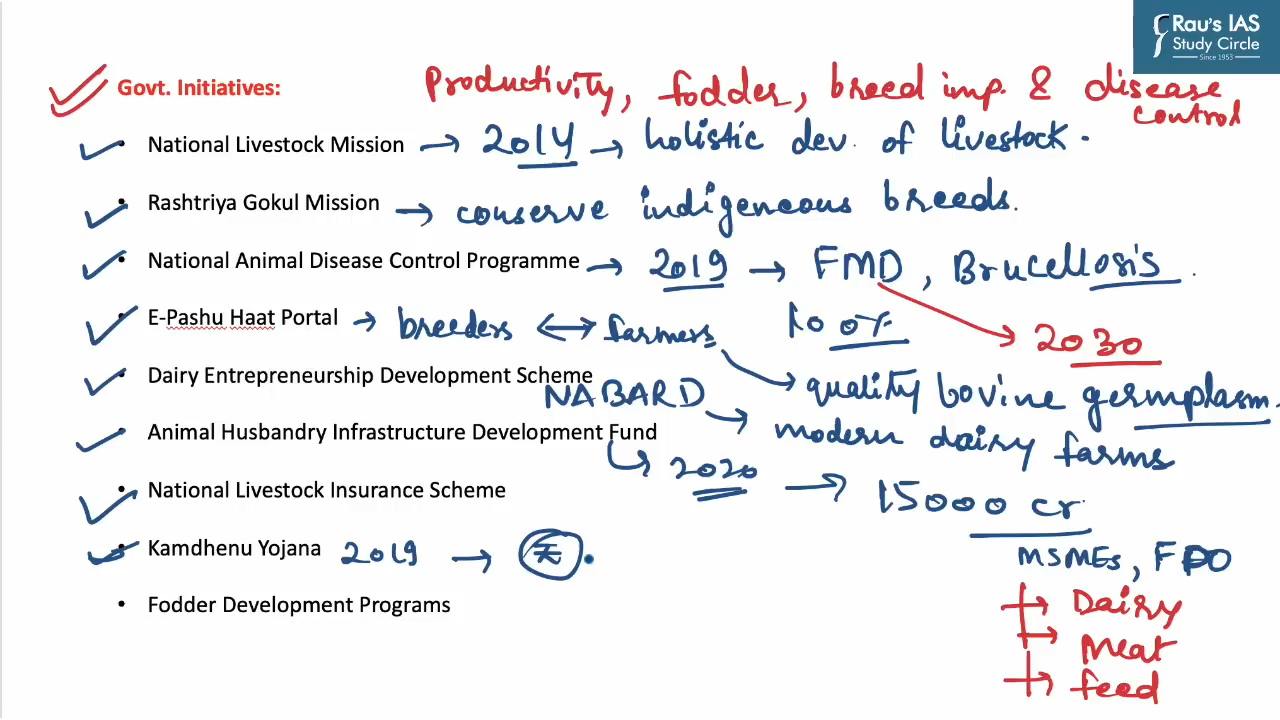 Rau's IAS
Study Circle
Since 1953
Govt. Initiatives: Productivity, fodder, breed imp. & disease control
• National Livestock Mission → 2014 → holistic dev. of livestock.
• Rashtriya Gokul Mission → conserve indigeneous breeds.
• National Animal Disease Control Programme → 2019 → FMD, Brucellosis.
100% → 2030
• E-Pashu Haat Portal → breeders ↔ farmers → quality bovine germplasm.
• Dairy Entrepreneurship Development Scheme
NABARD → modern dairy farms
• Animal Husbandry Infrastructure Development Fund
→ 2020 → 15000 cr
MSMEs, FPO
• National Livestock Insurance Scheme
• Kamdhenu Yojana 2019 →
• Fodder Development Programs
→ Dairy
→ Meat
→ feed